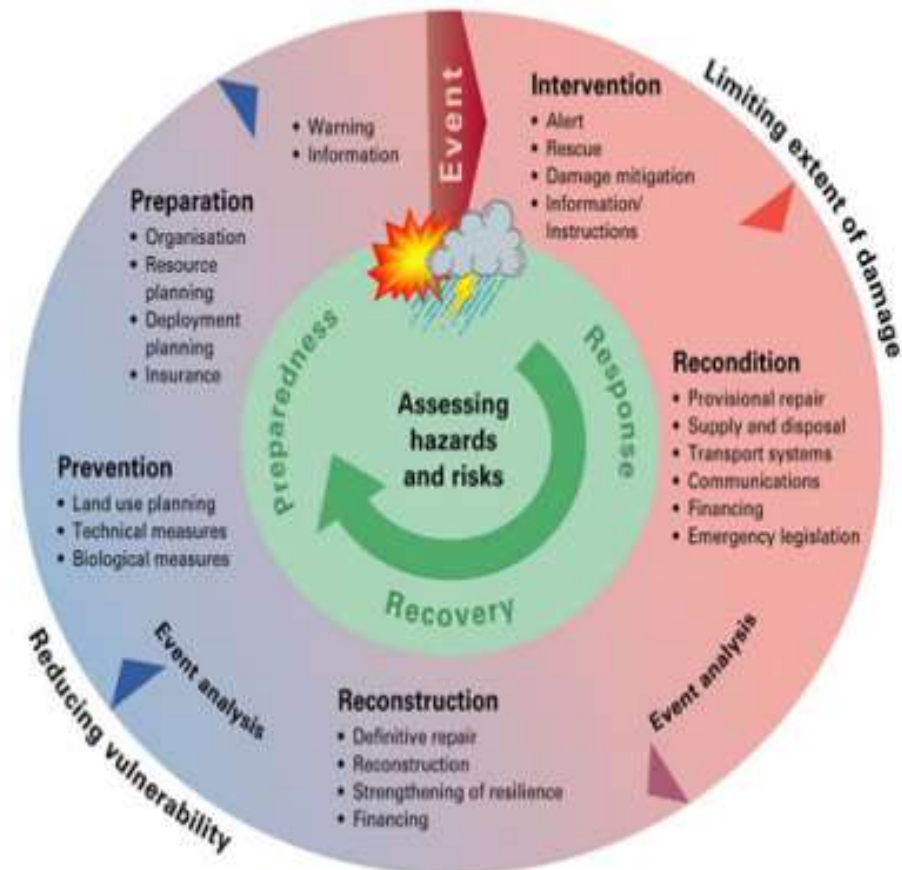 Event
Intervention
• Alert
• Rescue
• Damage mitigation
• Information/
Instructions
Limiting extent of damage
Recondition
• Provisional repair
• Supply and disposal
• Transport systems
• Communications
• Financing
• Emergency legislation
Event analysis
Reconstruction
• Definitive repair
• Reconstruction
• Strengthening of resilience
• Financing
Event analysis
Reducing vulnerability
Prevention
• Land use planning
• Technical measures
• Biological measures
Preparation
• Organisation
• Resource
planning
• Deployment
planning
• Insurance
• Warning
• Information
Response
Recovery
Preparedness
Assessing
hazards
and risks